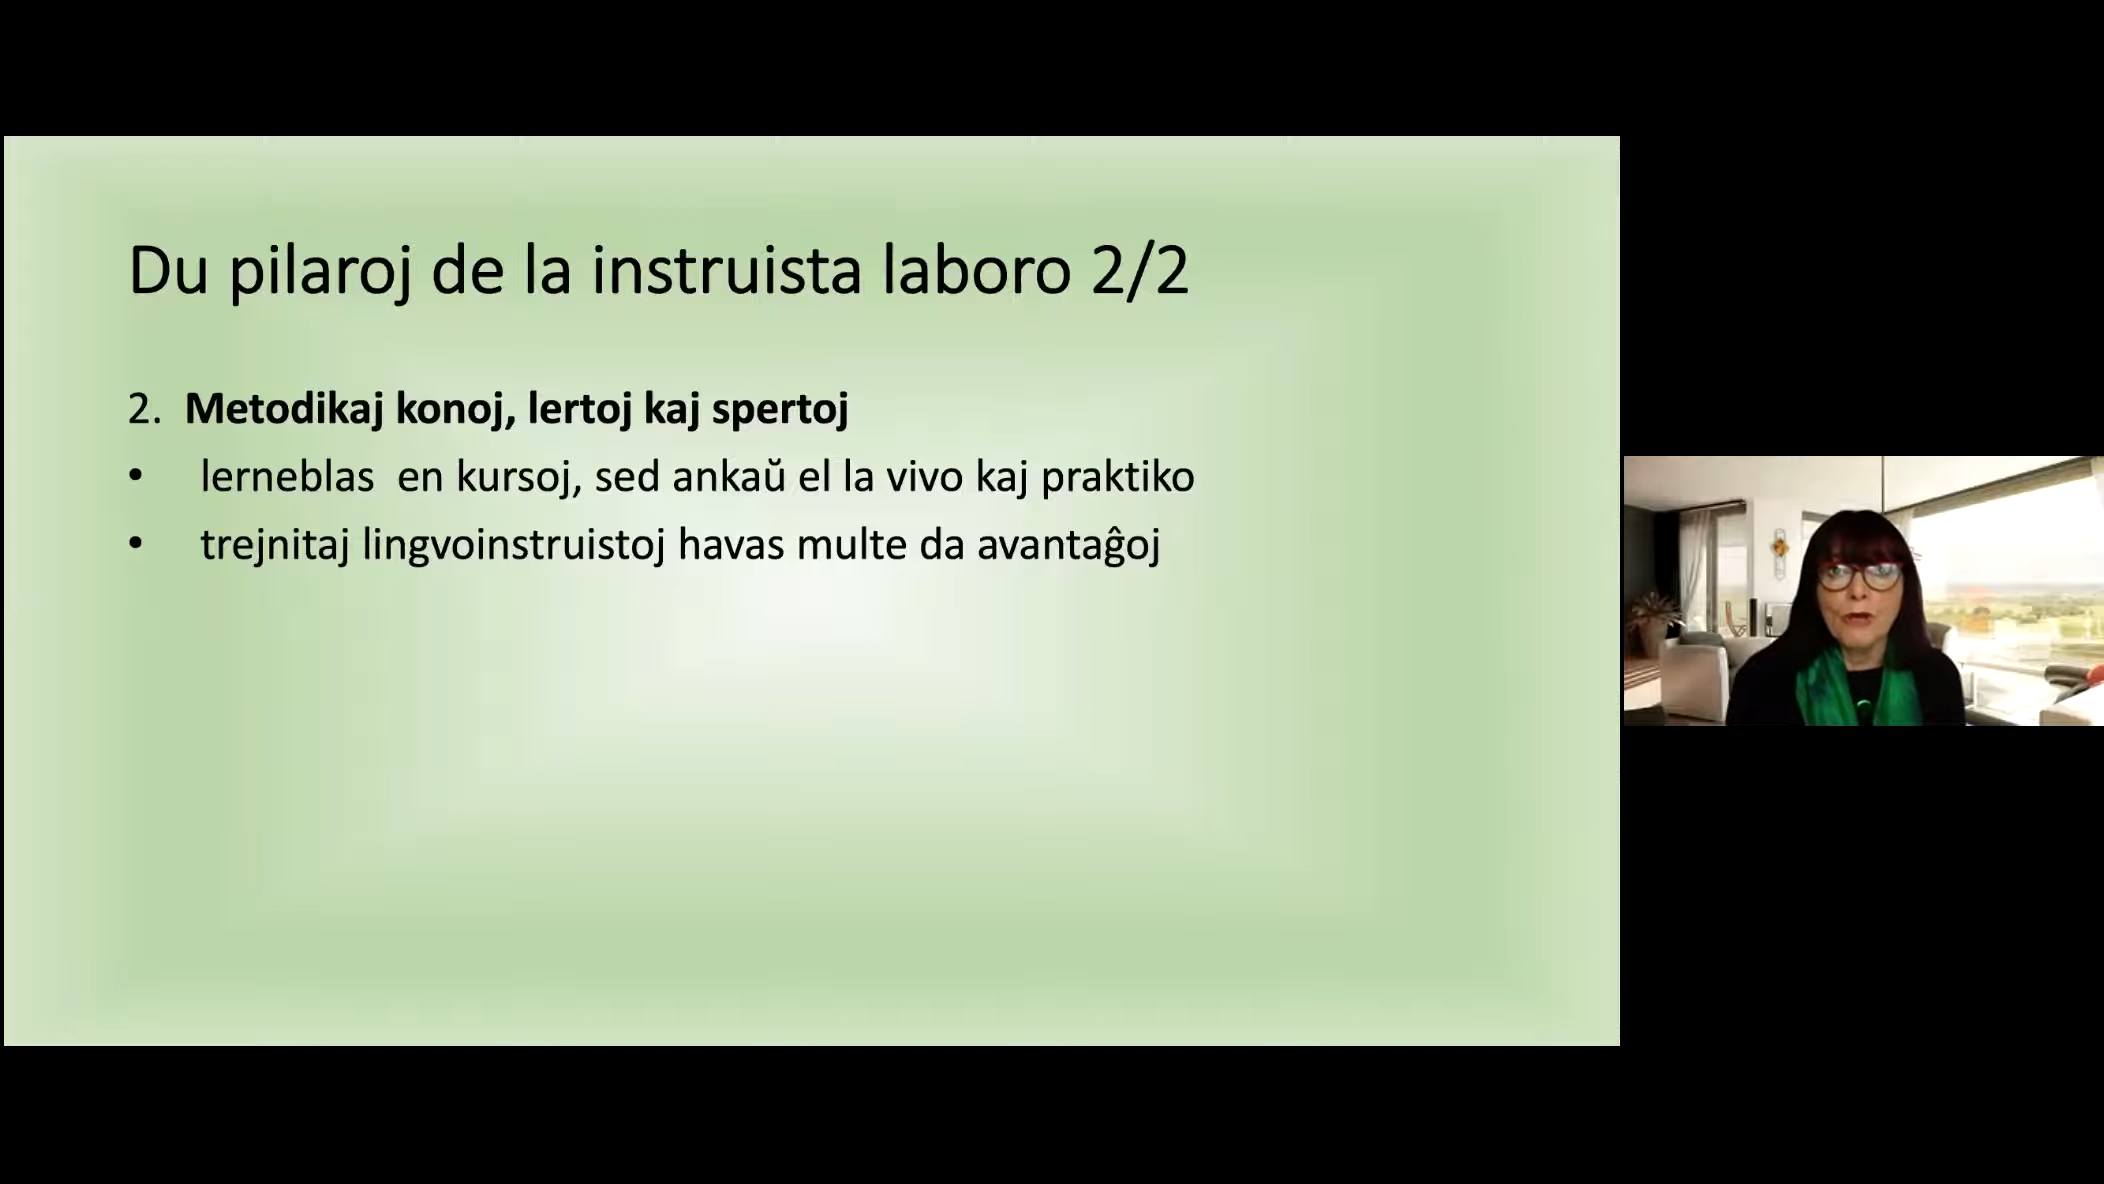 Du pilaroj de la instruista laboro 2/2
2. Metodikaj konoj, lertoj kaj spertoj
• lerneblas en kursoj, sed ankaŭ el la vivo kaj praktiko
• trejnitaj lingvoinstruistoj havas multe da avantaĝoj